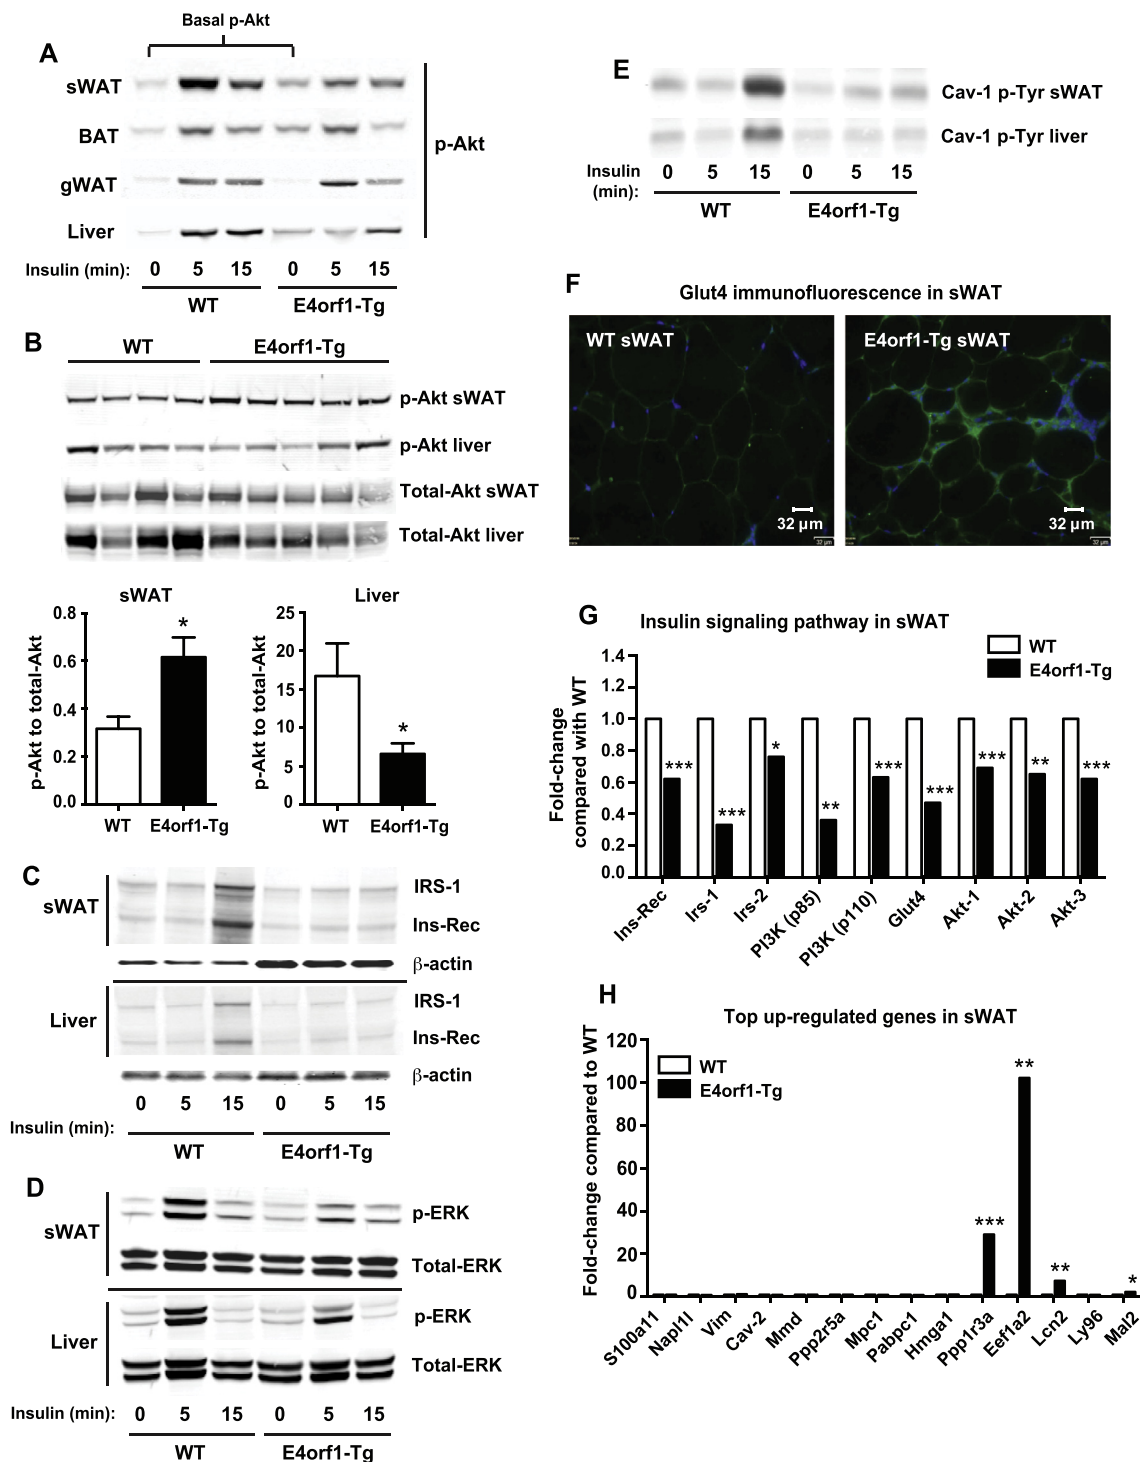 A
Basal p-Akt
sWAT
BAT
gWAT
Liver
p-Akt
Insulin (min): 0 5 15 0 5 15
WT E4orf1-Tg
B
WT E4orf1-Tg
p-Akt sWAT
p-Akt liver
Total-Akt sWAT
Total-Akt liver
sWAT
p-Akt to total-Akt
0.8
0.6
0.4
0.2
0.0
*
WT E4orf1-Tg
Liver
p-Akt to total-Akt
25
20
15
10
5
0
*
WT E4orf1-Tg
C
sWAT
IRS-1
Ins-Rec
β-actin
Liver
IRS-1
Ins-Rec
β-actin
0 5 15 0 5 15
Insulin (min):
WT E4orf1-Tg
D
sWAT
p-ERK
Total-ERK
Liver
p-ERK
Total-ERK
Insulin (min): 0 5 15 0 5 15
WT E4orf1-Tg
E
Cav-1 p-Tyr sWAT
Cav-1 p-Tyr liver
Insulin (min): 0 5 15 0 5 15
WT E4orf1-Tg
F
Glut4 immunofluorescence in sWAT
WT sWAT
32 µm
32 µm
E4orf1-Tg sWAT
32 µm
32 µm
G
Insulin signaling pathway in sWAT
WT
E4orf1-Tg
Fold-change
compared with WT
1.4
1.2
1.0
0.8
0.6
0.4
0.2
0.0
*** *** * ** *** *** *** ** ***
Ins-Rec Irs-1 Irs-2 PI3K (p85) PI3K (p110) Glut4 Akt-1 Akt-2 Akt-3
H
Top up-regulated genes in sWAT
WT
E4orf1-Tg
Fold-change compared to WT
120
100
80
60
40
20
0
*** ** ** *
S100a11 Napl1l Vim Cav-2 Mmd Ppp2r5a Mpc1 Pabpc1 Hmga1 Ppp1r3a Eef1a2 Lcn2 Ly96 Mal2